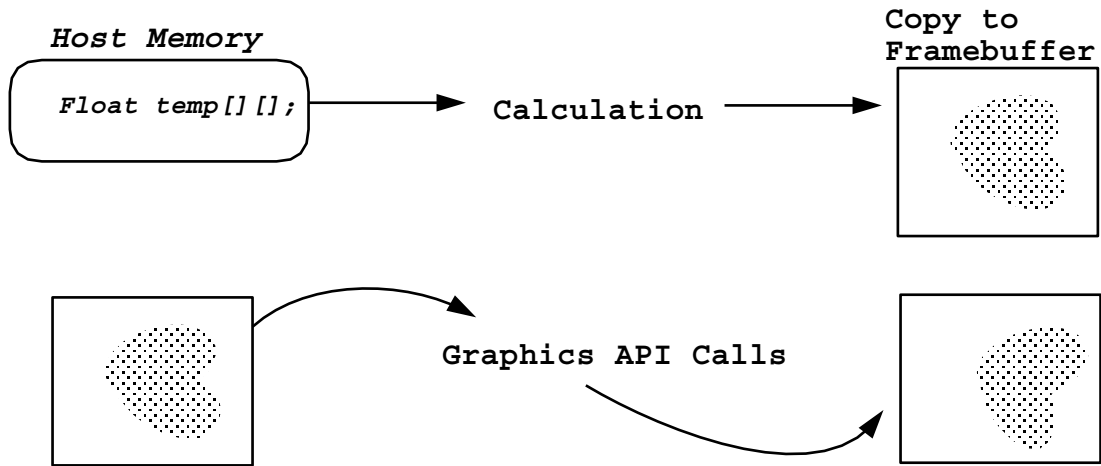 Host Memory
Float temp[][];
Calculation
Copy to
Framebuffer
Graphics API Calls